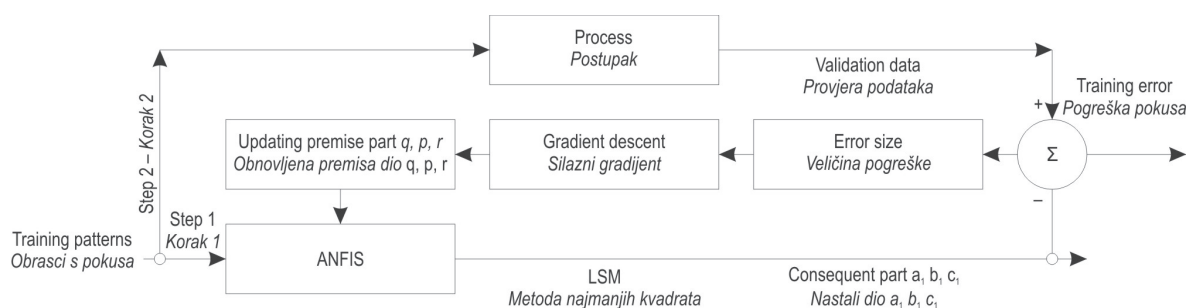 Process
Postupak
Validation data
Provjera podataka
Training error
Pogreška pokusa
+
Step 2 – Korak 2
Updating premise part q, p, r
Obnovljena premisa dio q, p, r
Gradient descent
Silazni gradijent
Error size
Veličina pogreške
Σ
–
Step 1
Korak 1
Training patterns
Obrasci s pokusa
ANFIS
LSM
Metoda najmanjih kvadrata
Consequent part a₁ b₁ c₁
Nastali dio a₁ b₁ c₁